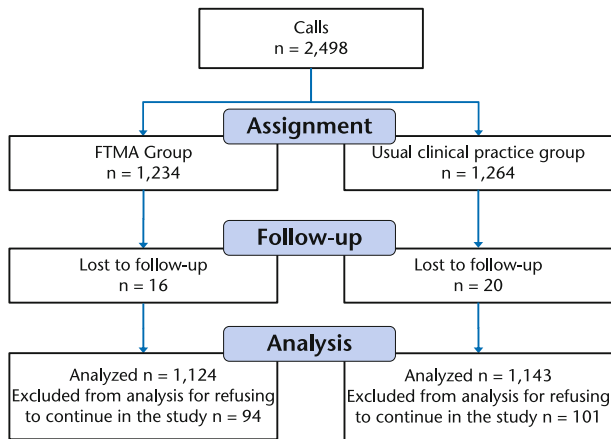 Calls
n = 2,498
Assignment
FTMA Group
n = 1,234
Usual clinical practice group
n = 1,264
Follow-up
Lost to follow-up
n = 16
Lost to follow-up
n = 20
Analysis
Analyzed n = 1,124
Excluded from analysis for refusing
to continue in the study n = 94
Analyzed n = 1,143
Excluded from analysis for refusing
to continue in the study n = 101